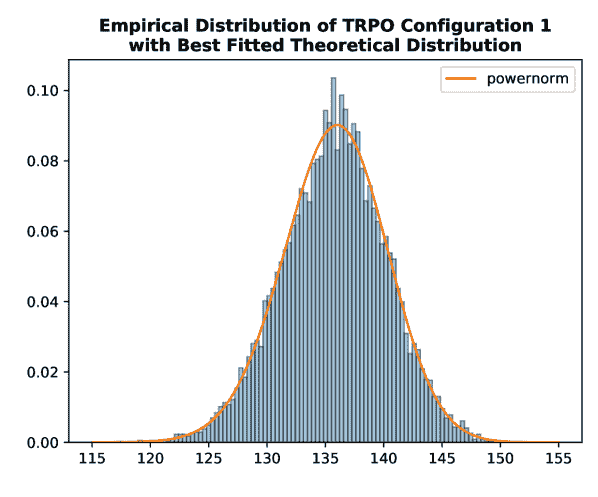 Empirical Distribution of TRPO Configuration 1
with Best Fitted Theoretical Distribution
powernorm
0.10
0.08
0.06
0.04
0.02
0.00
115 120 125 130 135 140 145 150 155